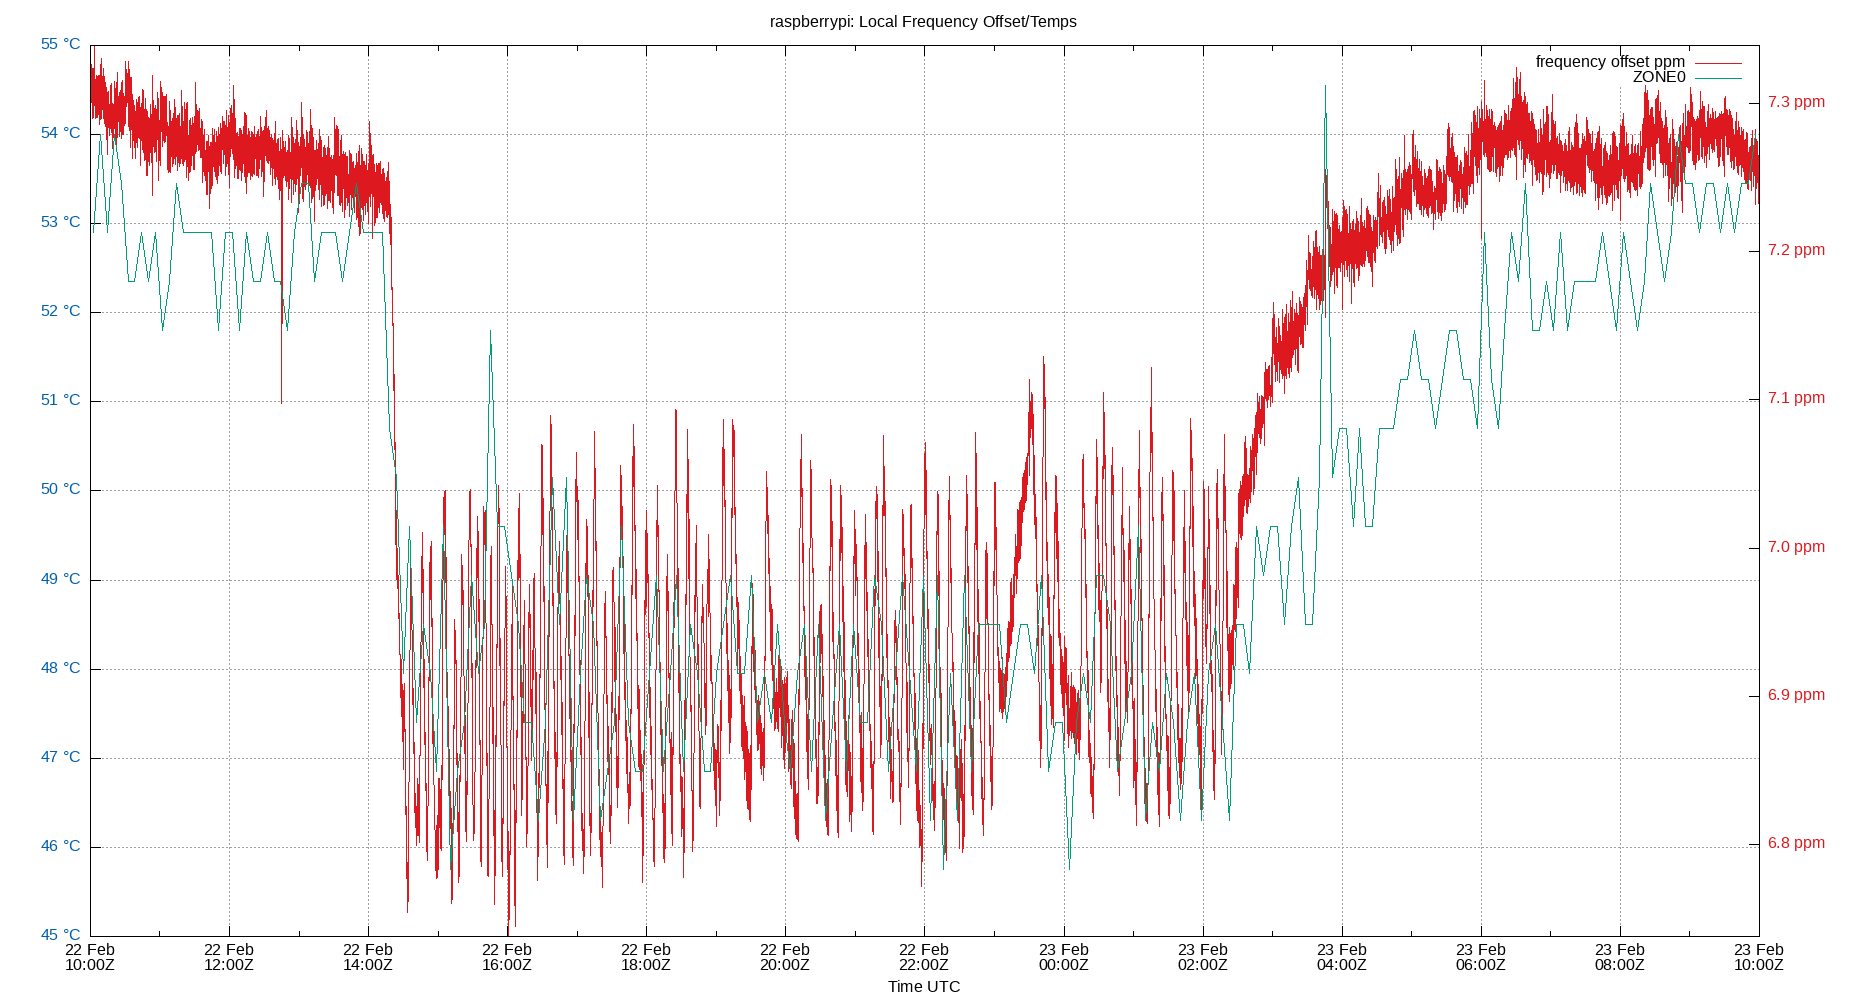 raspberrypi: Local Frequency Offset/Temps
frequency offset ppm
ZONE0
55 °C
54 °C
53 °C
52 °C
51 °C
50 °C
49 °C
48 °C
47 °C
46 °C
45 °C
7.3 ppm
7.2 ppm
7.1 ppm
7.0 ppm
6.9 ppm
6.8 ppm
22 Feb
10:00Z
22 Feb
12:00Z
22 Feb
14:00Z
22 Feb
16:00Z
22 Feb
18:00Z
22 Feb
20:00Z
22 Feb
22:00Z
23 Feb
00:00Z
23 Feb
02:00Z
23 Feb
04:00Z
23 Feb
06:00Z
23 Feb
08:00Z
23 Feb
10:00Z
Time UTC